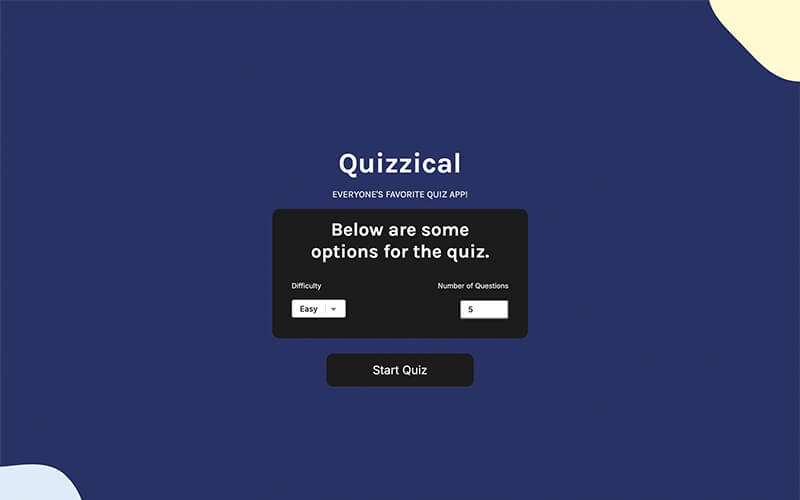 Quizzical
EVERYONE'S FAVORITE QUIZ APP!
Below are some
options for the quiz.
Difficulty
Number of Questions
Easy
5
Start Quiz